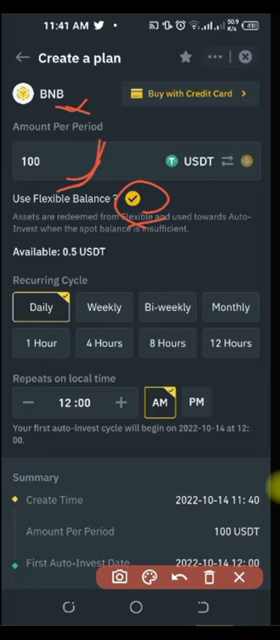 11:41 AM
50.9
K/s
Create a plan
BNB
Buy with Credit Card >
Amount Per Period
100
USDT
Use Flexible Balance ?
Assets are redeemed from Flexible and used towards Auto-
Invest when the spot balance is insufficient.
Available: 0.5 USDT
Recurring Cycle
Daily
Weekly
Bi-weekly
Monthly
1 Hour
4 Hours
8 Hours
12 Hours
Repeats on local time
12 :00
AM
PM
Your first auto-invest cycle will begin on 2022-10-14 at 12:
00.
Summary
Create Time
2022-10-14 11: 40
Amount Per Period
100 USDT
First Auto-Invest Date
2022-10-14 12: 00